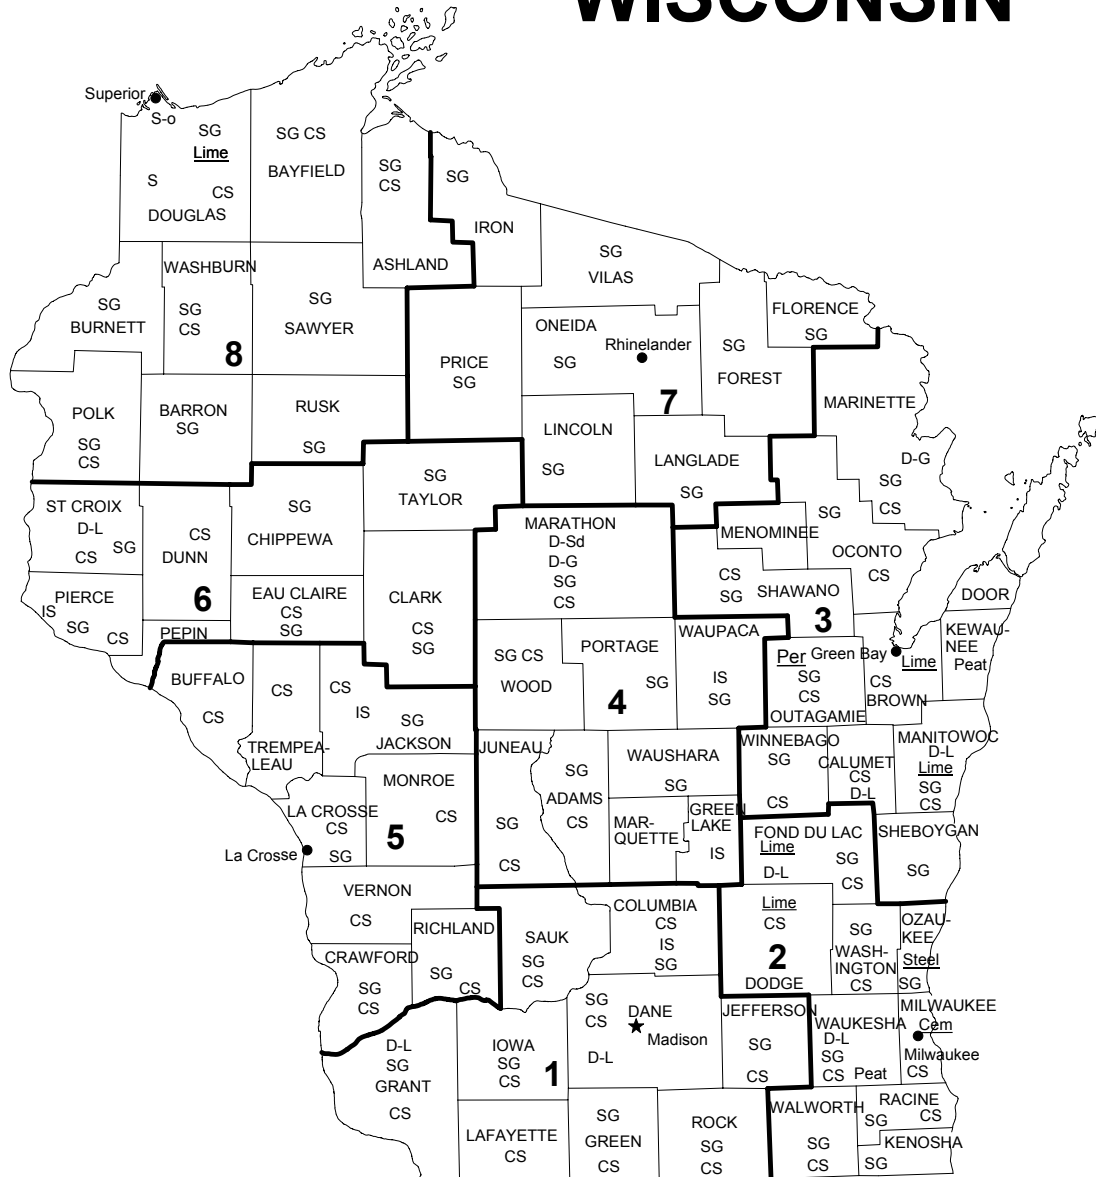 WISCONSIN
Superior
S-o
SG
Lime
S
CS
DOUGLAS
SG CS
BAYFIELD
SG
CS
ASHLAND
SG
IRON
SG
VILAS
WASHBURN
SG
CS
SG
BURNETT
SG
SAWYER
8
ONEIDA
SG
Rhinelander
7
FLORENCE
SG
SG
FOREST
PRICE
SG
POLK
SG
CS
BARRON
SG
RUSK
SG
LINCOLN
SG
LANGLADE
SG
MARINETTE
D-G
SG
CS
SG
TAYLOR
ST CROIX
D-L
CS
SG
CS
DUNN
SG
CHIPPEWA
MARATHON
D-Sd
D-G
SG
CS
MENOMINEE
SG
OCONTO
CS
CS
SG
SHAWANO
3
DOOR
PIERCE
IS
SG
CS
6
PEPIN
EAU CLAIRE
CS
SG
CLARK
CS
SG
SG CS
WOOD
PORTAGE
SG
4
WAUPACA
IS
SG
Per
Green Bay
SG
CS
OUTAGAMIE
Lime
CS
BROWN
KEWAU-
NEE
Peat
BUFFALO
CS
CS
TREMPEA-
LEAU
CS
IS
SG
JACKSON
JUNEAU
SG
CS
SG
ADAMS
CS
WAUSHARA
SG
WINNEBAGO
SG
CS
CALUMET
CS
D-L
MANITOWOC
D-L
Lime
SG
CS
MONROE
CS
5
LA CROSSE
CS
SG
La Crosse
MAR-
QUETTE
GREEN
LAKE
IS
FOND DU LAC
Lime
D-L
SG
CS
SHEBOYGAN
SG
VERNON
CS
RICHLAND
SG
CS
CRAWFORD
SG
CS
SAUK
SG
CS
COLUMBIA
CS
IS
SG
Lime
CS
2
DODGE
SG
WASH-
INGTON
CS
OZAU-
KEE
Steel
SG
D-L
SG
GRANT
CS
IOWA
SG
CS
1
SG
CS
DANE
Madison
D-L
JEFFERSON
SG
CS
WAUKESHA
D-L
SG
CS
Peat
MILWAUKEE
Cem
Milwaukee
CS
LAFAYETTE
CS
SG
GREEN
CS
ROCK
SG
CS
WALWORTH
SG
CS
RACINE
SG
CS
KENOSHA
SG